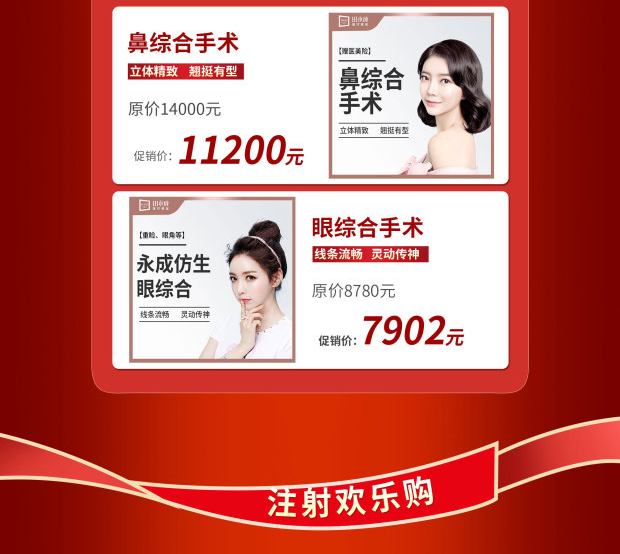 鼻综合手术
立体精致 翘挺有型
原价14000元
促销价：11200元
【赠医美险】
鼻综合
手术
立体精致 翘挺有型
【重睑、眼角等】
永成仿生
眼综合
线条流畅 灵动传神
眼综合手术
线条流畅 灵动传神
原价8780元
促销价：7902元
注射欢乐购